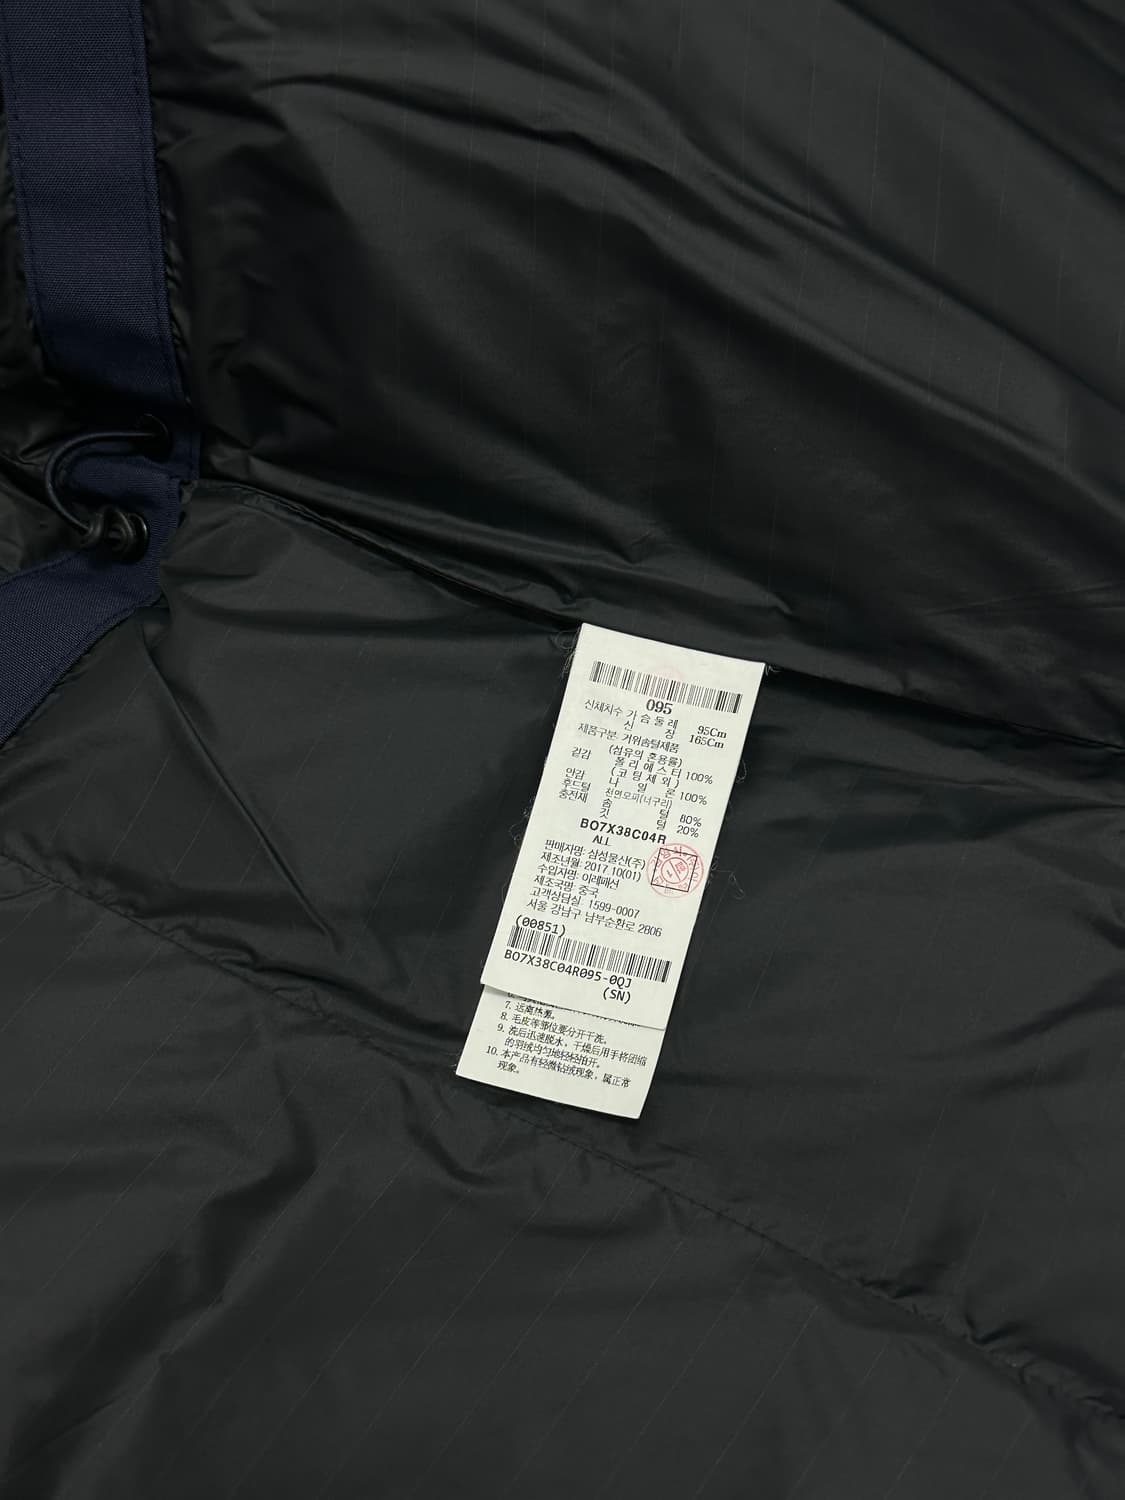 095
신체치수 가슴둘레 95Cm
신 장 165Cm
제품구분: 거위솜털제품
(섬유의 혼용률)
겉감 폴리에스터 100%
(코팅제외)
안감 나 일 론 100%
후드털 천연모피(너구리)
충전재 솜 털 80%
깃 털 20%
BO7X38C04R
ALL
판매자명: 삼성물산(주)
제조년월: 2017.10(01)
수입자명: 이레패션
제조국명: 중국
고객상담실: 1599-0007
서울 강남구 남부순환로 2806
(00851)
BO7X38C04R095-0QJ
(SN)
7. 远离热源。
8. 毛皮等部位要分开干洗。
9. 洗后迅速脱水，干燥后用手将团缩
的羽绒均匀地轻轻拍开。
10. 本产品有轻微钻绒现象，属正常
现象。